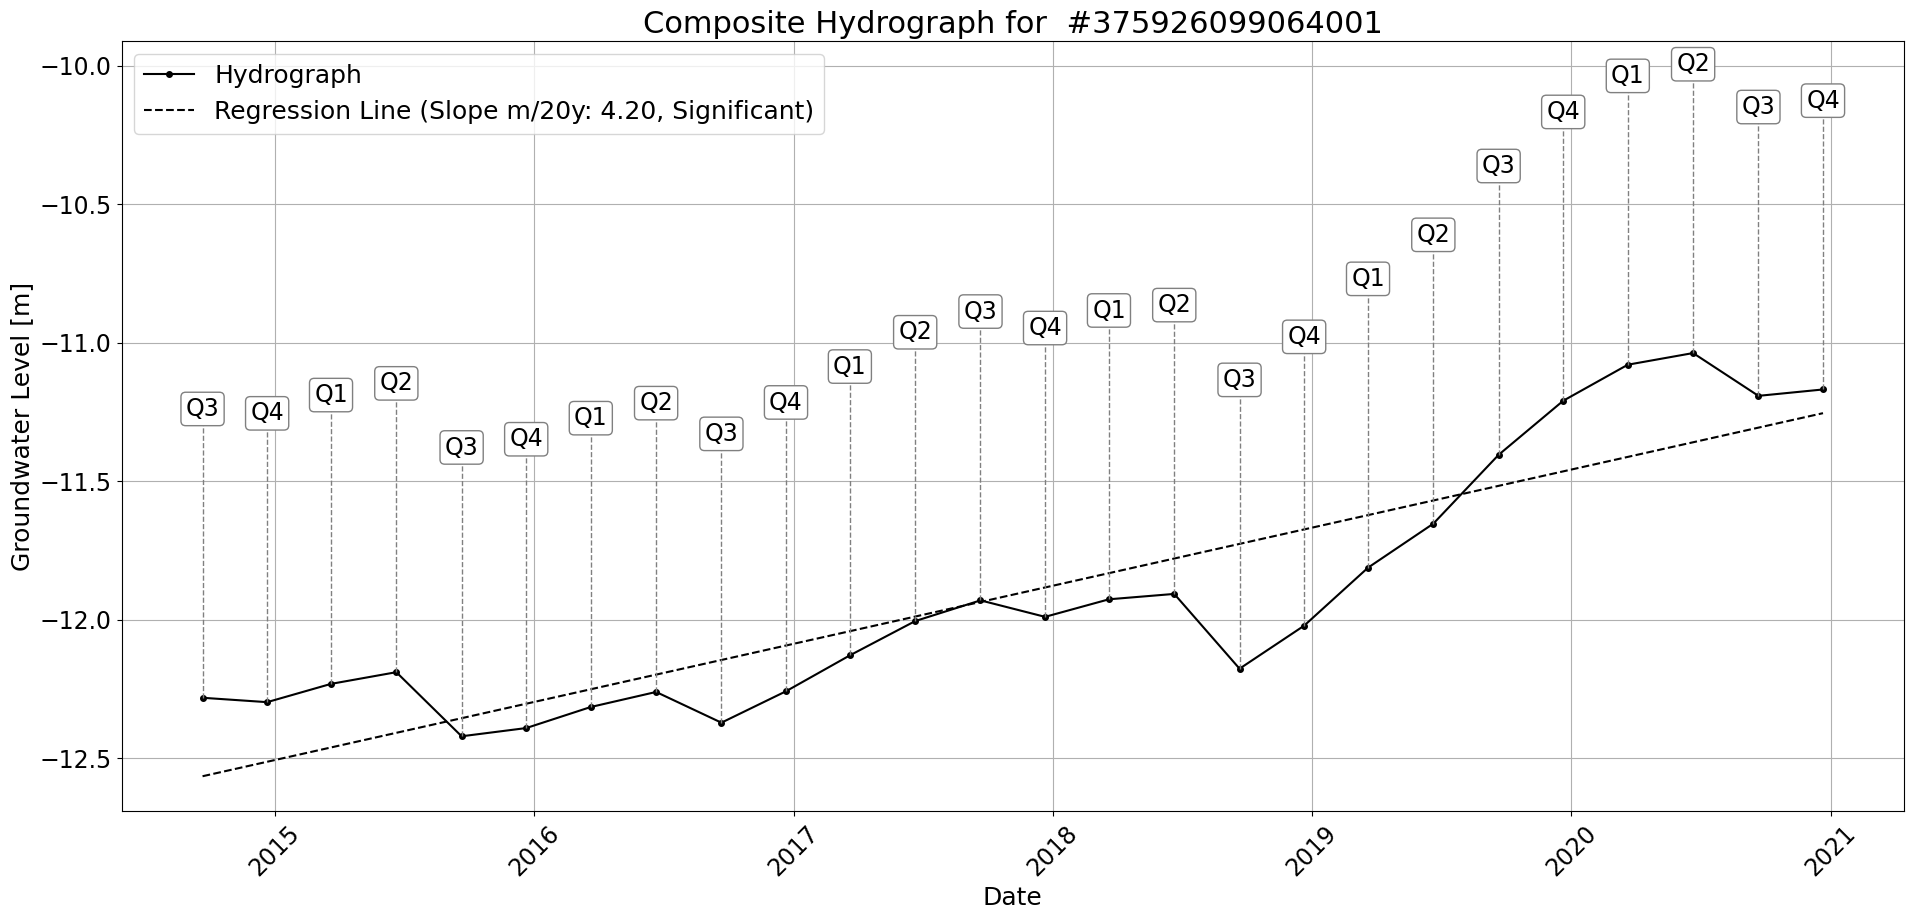 Composite Hydrograph for  #375926099064001
Hydrograph
Regression Line (Slope m/20y: 4.20, Significant)
Groundwater Level [m]
−10.0
−10.5
−11.0
−11.5
−12.0
−12.5
Q3
Q4
Q1
Q2
Q3
Q4
Q1
Q2
Q3
Q4
Q1
Q2
Q3
Q4
Q1
Q2
Q3
Q4
Q1
Q2
Q3
Q4
Q1
Q2
Q3
Q4
2015
2016
2017
2018
2019
2020
2021
Date